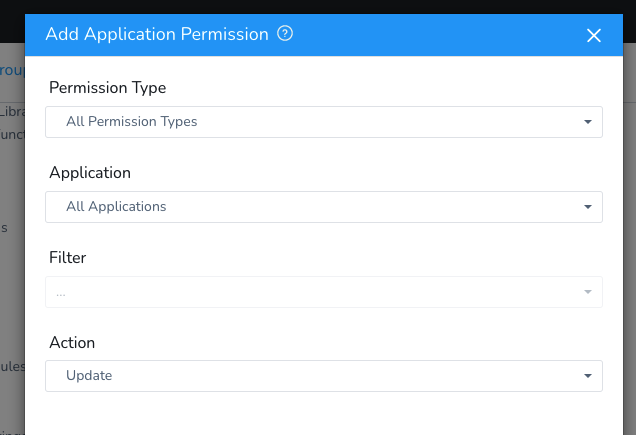 Add Application Permission ?
roup
Permission Type
Libra
All Permission Types
unct
Application
All Applications
s
Filter
...
Action
ules
Update